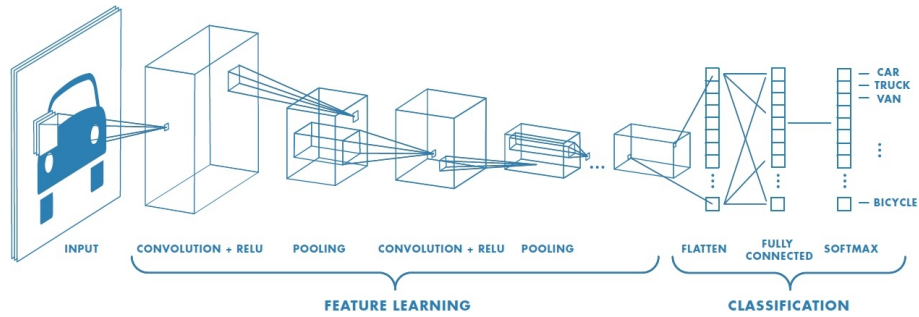 CAR
TRUCK
VAN
BICYCLE
INPUT
CONVOLUTION + RELU
POOLING
CONVOLUTION + RELU
POOLING
FLATTEN
FULLY
CONNECTED
SOFTMAX
FEATURE LEARNING
CLASSIFICATION